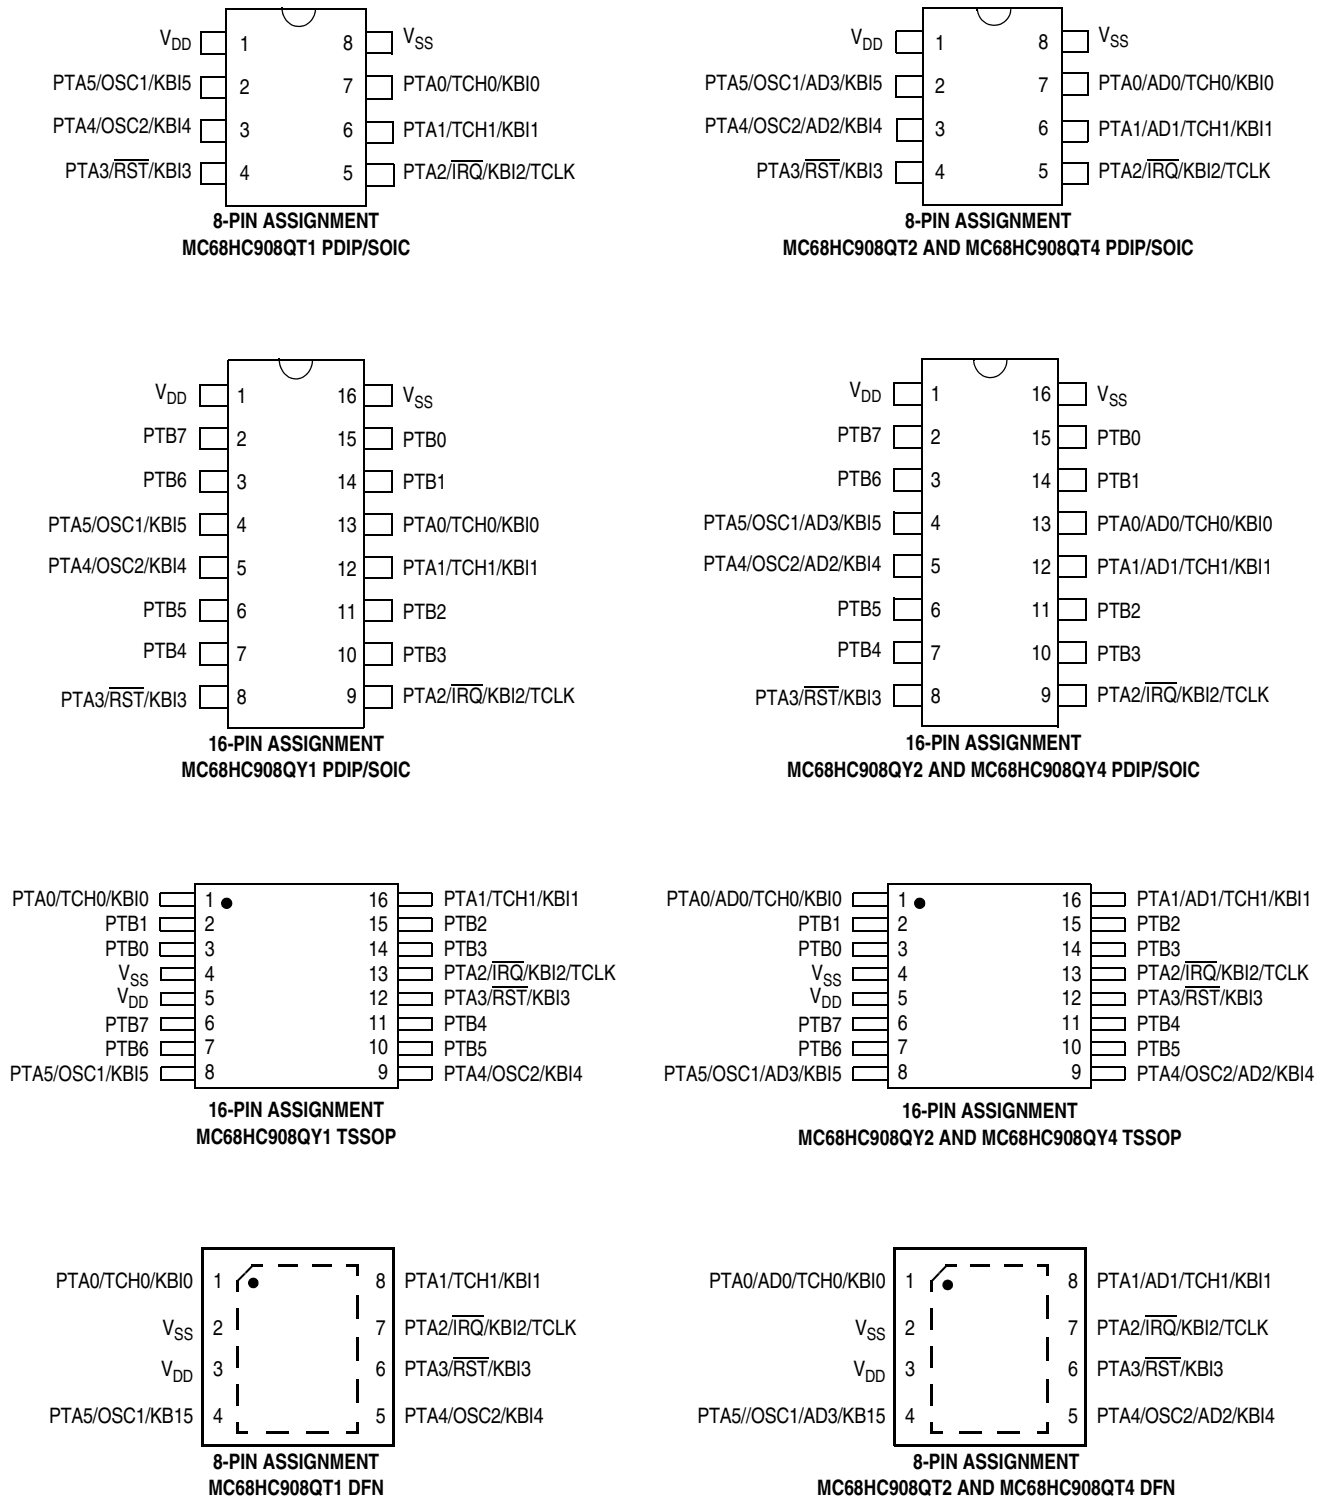 VDD 1 8 VSS
PTA5/OSC1/KBI5 2 7 PTA0/TCH0/KBI0
PTA4/OSC2/KBI4 3 6 PTA1/TCH1/KBI1
PTA3/RST/KBI3 4 5 PTA2/IRQ/KBI2/TCLK
8-PIN ASSIGNMENT
MC68HC908QT1 PDIP/SOIC
VDD 1 8 VSS
PTA5/OSC1/AD3/KBI5 2 7 PTA0/AD0/TCH0/KBI0
PTA4/OSC2/AD2/KBI4 3 6 PTA1/AD1/TCH1/KBI1
PTA3/RST/KBI3 4 5 PTA2/IRQ/KBI2/TCLK
8-PIN ASSIGNMENT
MC68HC908QT2 AND MC68HC908QT4 PDIP/SOIC
VDD 1 16 VSS
PTB7 2 15 PTB0
PTB6 3 14 PTB1
PTA5/OSC1/KBI5 4 13 PTA0/TCH0/KBI0
PTA4/OSC2/KBI4 5 12 PTA1/TCH1/KBI1
PTB5 6 11 PTB2
PTB4 7 10 PTB3
PTA3/RST/KBI3 8 9 PTA2/IRQ/KBI2/TCLK
16-PIN ASSIGNMENT
MC68HC908QY1 PDIP/SOIC
VDD 1 16 VSS
PTB7 2 15 PTB0
PTB6 3 14 PTB1
PTA5/OSC1/AD3/KBI5 4 13 PTA0/AD0/TCH0/KBI0
PTA4/OSC2/AD2/KBI4 5 12 PTA1/AD1/TCH1/KBI1
PTB5 6 11 PTB2
PTB4 7 10 PTB3
PTA3/RST/KBI3 8 9 PTA2/IRQ/KBI2/TCLK
16-PIN ASSIGNMENT
MC68HC908QY2 AND MC68HC908QY4 PDIP/SOIC
PTA0/TCH0/KBI0 1 16 PTA1/TCH1/KBI1
PTB1 2 15 PTB2
PTB0 3 14 PTB3
VSS 4 13 PTA2/IRQ/KBI2/TCLK
VDD 5 12 PTA3/RST/KBI3
PTB7 6 11 PTB4
PTB6 7 10 PTB5
PTA5/OSC1/KBI5 8 9 PTA4/OSC2/KBI4
16-PIN ASSIGNMENT
MC68HC908QY1 TSSOP
PTA0/AD0/TCH0/KBI0 1 16 PTA1/AD1/TCH1/KBI1
PTB1 2 15 PTB2
PTB0 3 14 PTB3
VSS 4 13 PTA2/IRQ/KBI2/TCLK
VDD 5 12 PTA3/RST/KBI3
PTB7 6 11 PTB4
PTB6 7 10 PTB5
PTA5/OSC1/AD3/KBI5 8 9 PTA4/OSC2/AD2/KBI4
16-PIN ASSIGNMENT
MC68HC908QY2 AND MC68HC908QY4 TSSOP
PTA0/TCH0/KBI0 1 8 PTA1/TCH1/KBI1
VSS 2 7 PTA2/IRQ/KBI2/TCLK
VDD 3 6 PTA3/RST/KBI3
PTA5/OSC1/KB15 4 5 PTA4/OSC2/KBI4
8-PIN ASSIGNMENT
MC68HC908QT1 DFN
PTA0/AD0/TCH0/KBI0 1 8 PTA1/AD1/TCH1/KBI1
VSS 2 7 PTA2/IRQ/KBI2/TCLK
VDD 3 6 PTA3/RST/KBI3
PTA5//OSC1/AD3/KB15 4 5 PTA4/OSC2/AD2/KBI4
8-PIN ASSIGNMENT
MC68HC908QT2 AND MC68HC908QT4 DFN